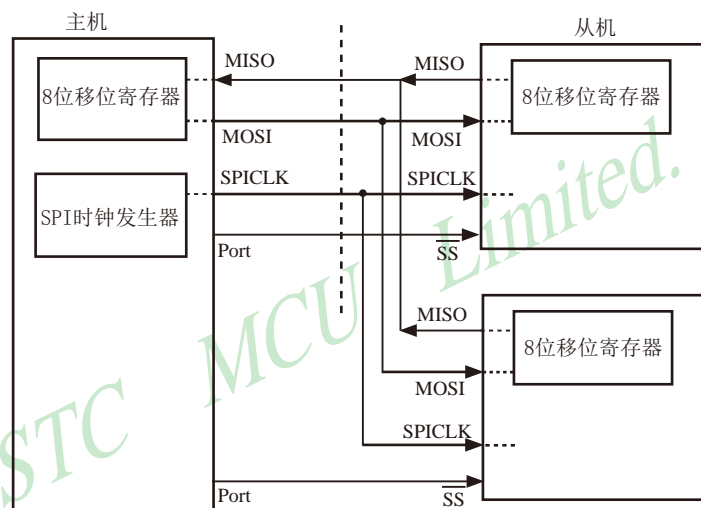 主机
从机
MISO
MISO
8位移位寄存器
8位移位寄存器
MOSI
MOSI
SPICLK
SPICLK
SPI时钟发生器
Port
SS
STC MCU Limited.
MISO
8位移位寄存器
MOSI
SPICLK
Port
SS